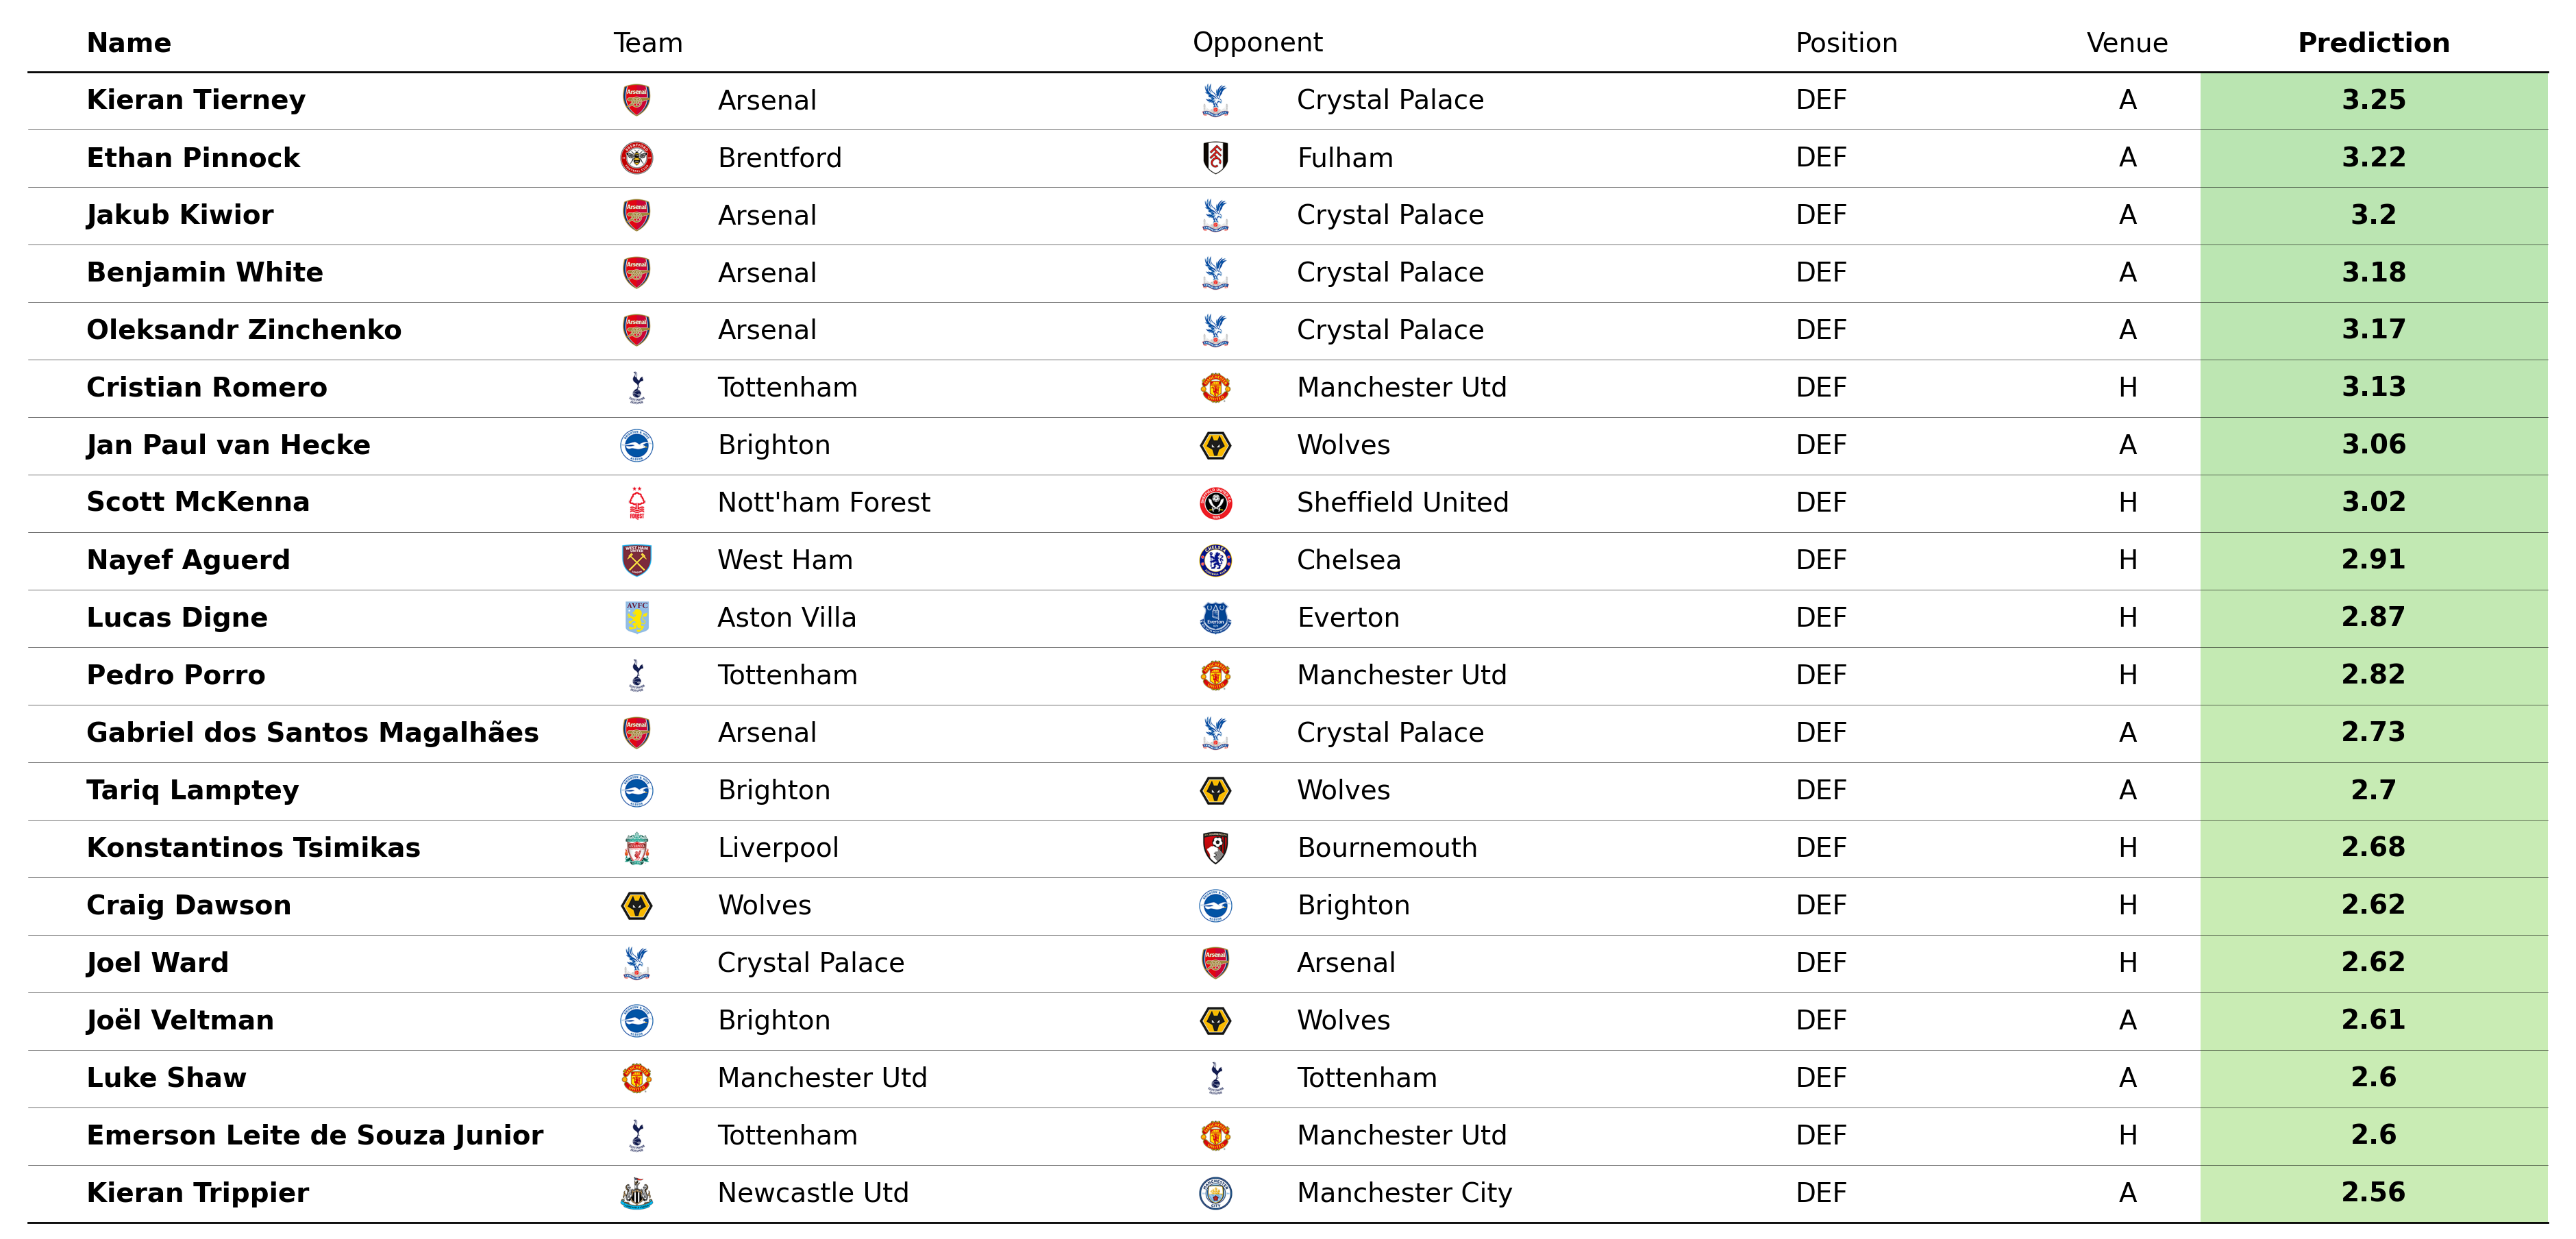 Name Team Opponent Position Venue Prediction
Kieran Tierney Arsenal Crystal Palace DEF A 3.25
Ethan Pinnock Brentford Fulham DEF A 3.22
Jakub Kiwior Arsenal Crystal Palace DEF A 3.2
Benjamin White Arsenal Crystal Palace DEF A 3.18
Oleksandr Zinchenko Arsenal Crystal Palace DEF A 3.17
Cristian Romero Tottenham Manchester Utd DEF H 3.13
Jan Paul van Hecke Brighton Wolves DEF A 3.06
Scott McKenna Nott'ham Forest Sheffield United DEF H 3.02
Nayef Aguerd West Ham Chelsea DEF H 2.91
Lucas Digne Aston Villa Everton DEF H 2.87
Pedro Porro Tottenham Manchester Utd DEF H 2.82
Gabriel dos Santos Magalhães Arsenal Crystal Palace DEF A 2.73
Tariq Lamptey Brighton Wolves DEF A 2.7
Konstantinos Tsimikas Liverpool Bournemouth DEF H 2.68
Craig Dawson Wolves Brighton DEF H 2.62
Joel Ward Crystal Palace Arsenal DEF H 2.62
Joël Veltman Brighton Wolves DEF A 2.61
Luke Shaw Manchester Utd Tottenham DEF A 2.6
Emerson Leite de Souza Junior Tottenham Manchester Utd DEF H 2.6
Kieran Trippier Newcastle Utd Manchester City DEF A 2.56